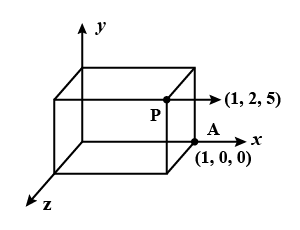 y
(1, 2, 5)
P
A
x
(1, 0, 0)
z